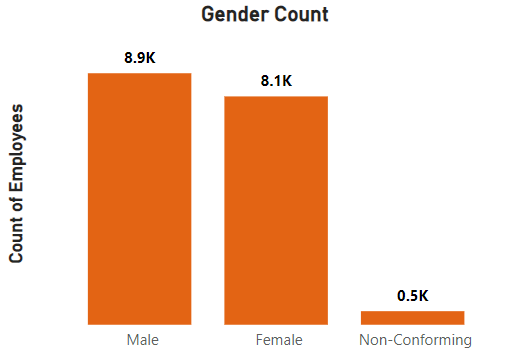 Gender Count
Count of Employees
8.9K
8.1K
0.5K
Male
Female
Non-Conforming